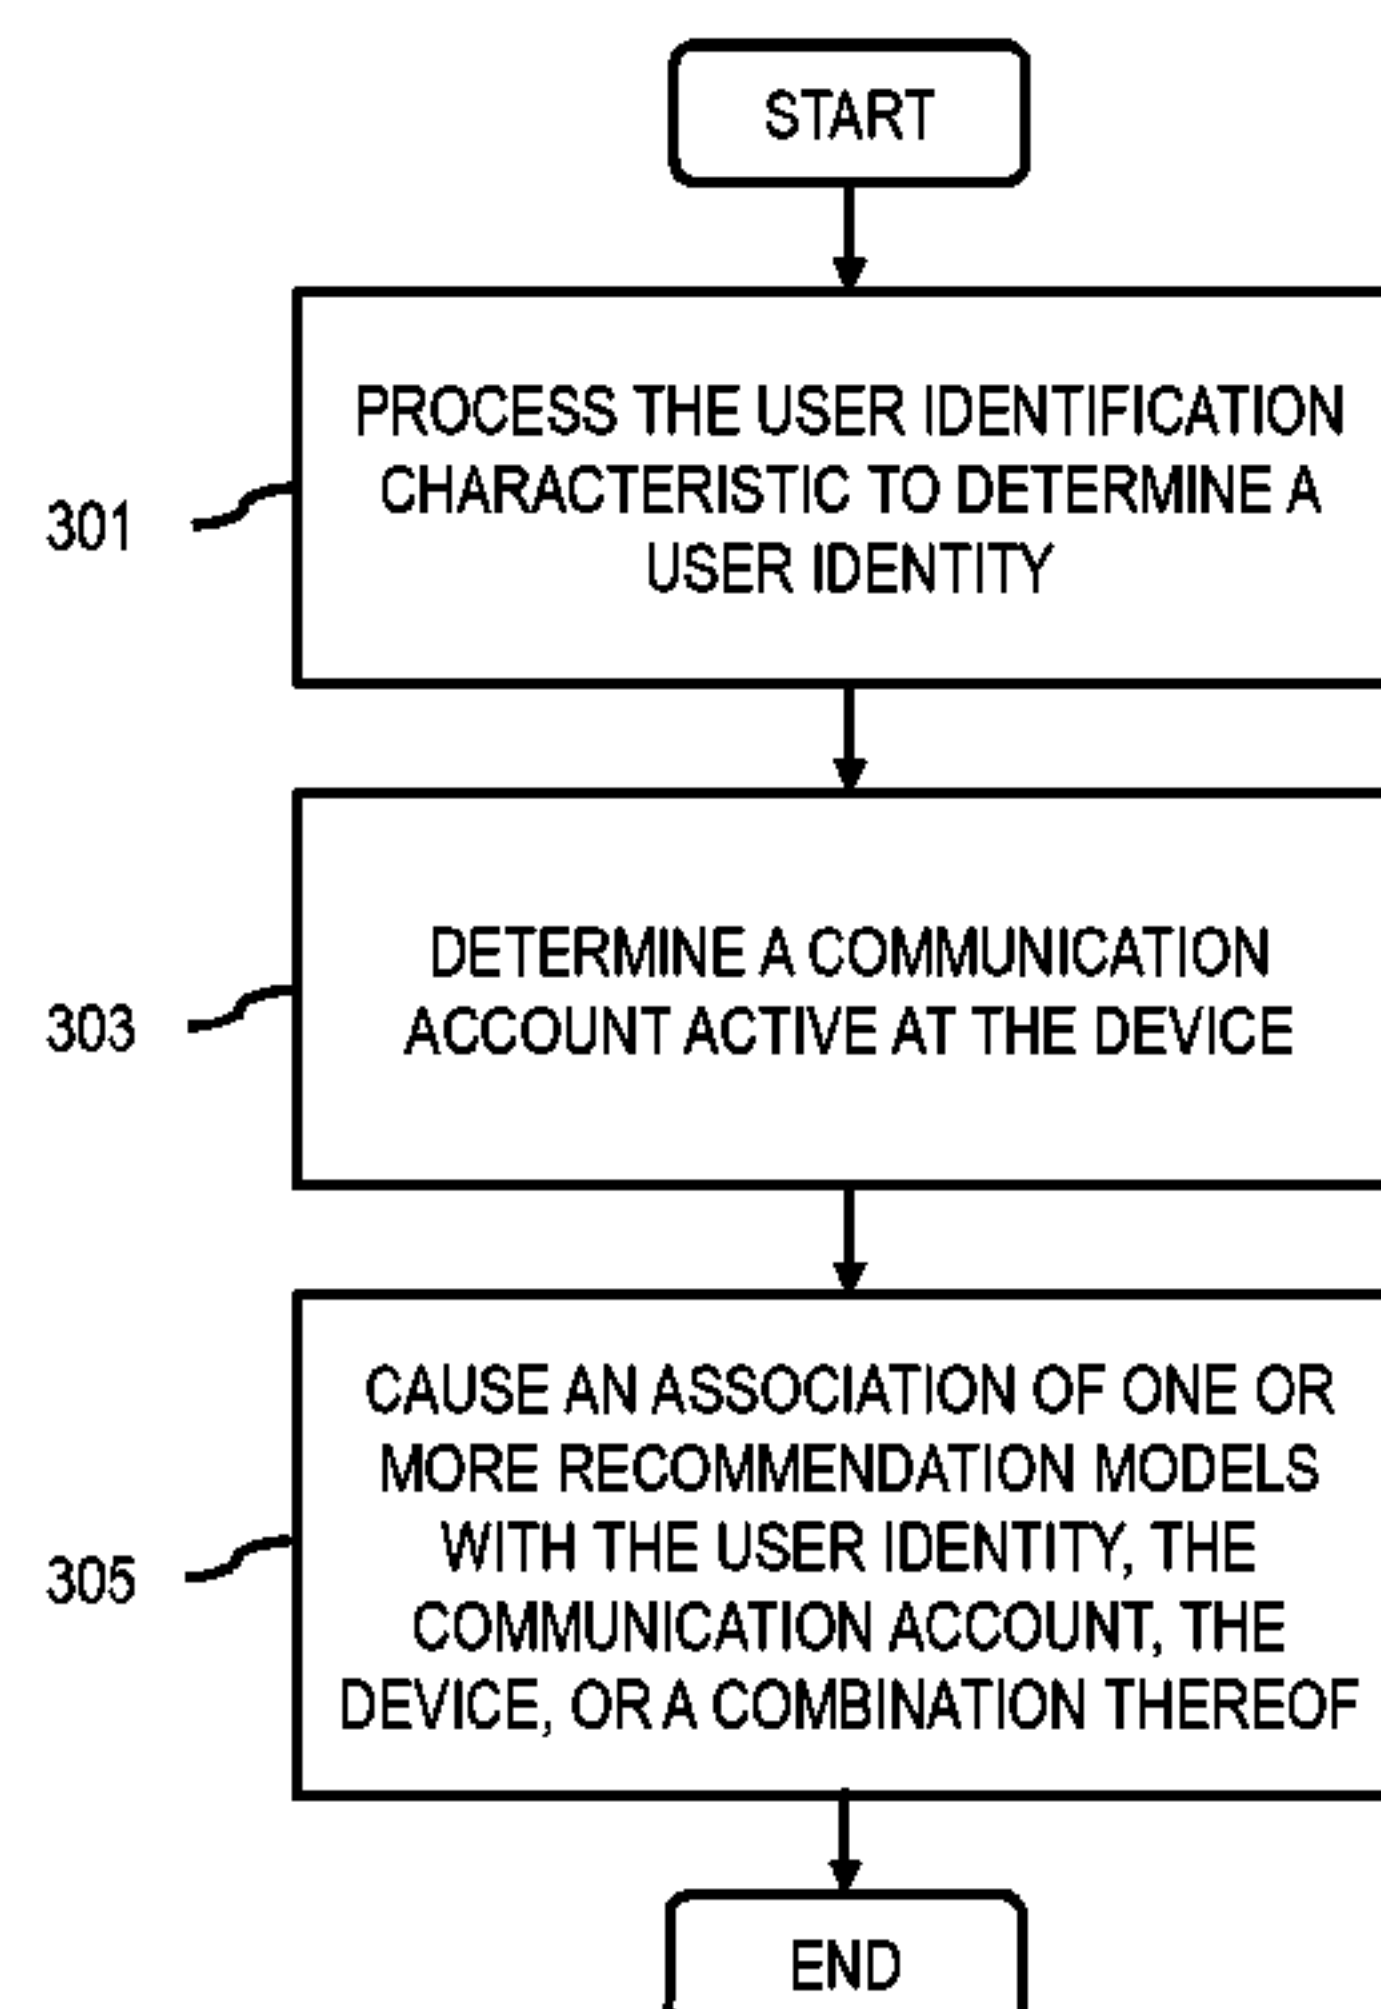 START
PROCESS THE USER IDENTIFICATION
CHARACTERISTIC TO DETERMINE A
USER IDENTITY
301
DETERMINE A COMMUNICATION
ACCOUNT ACTIVE AT THE DEVICE
303
CAUSE AN ASSOCIATION OF ONE OR
MORE RECOMMENDATION MODELS
WITH THE USER IDENTITY, THE
COMMUNICATION ACCOUNT, THE
DEVICE, OR A COMBINATION THEREOF
305
END